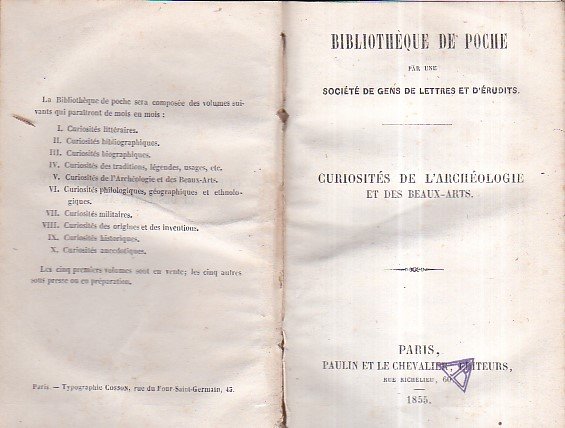 La Bibliothèque de poche sera composée des volumes sui-
vants qui paraîtront de mois en mois :
I. Curiosités littéraires.
II. Curiosités bibliographiques.
III. Curiosités biographiques.
IV. Curiosités des traditions, légendes, usages, etc.
V. Curiosités de l'Archéologie et des Beaux-Arts.
VI. Curiosités philologiques, géographiques et ethnolo-
giques.
VII. Curiosités militaires.
VIII. Curiosités des origines et des inventions.
IX. Curiosités historiques.
X. Curiosités anecdotiques.
Les cinq premiers volumes sont en vente; les cinq autres
sous presse ou en préparation.
Paris. — Typographie Cosson, rue du Four-Saint-Germain, 43.
BIBLIOTHÈQUE DE POCHE
PAR UNE
SOCIÉTÉ DE GENS DE LETTRES ET D'ÉRUDITS.
CURIOSITÉS DE L'ARCHÉOLOGIE
ET DES BEAUX-ARTS.
PARIS,
PAULIN ET LE CHEVALIER, ÉDITEURS,
RUE RICHELIEU, 60
1855.